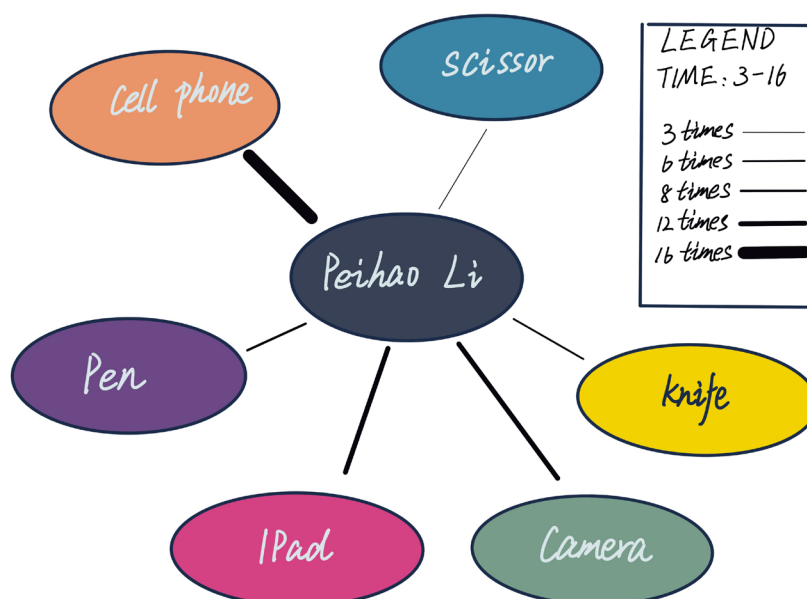 Cell phone
Scissor
Peihao Li
Pen
IPad
Camera
Knife
LEGEND
TIME: 3-16
3 times
6 times
8 times
12 times
16 times